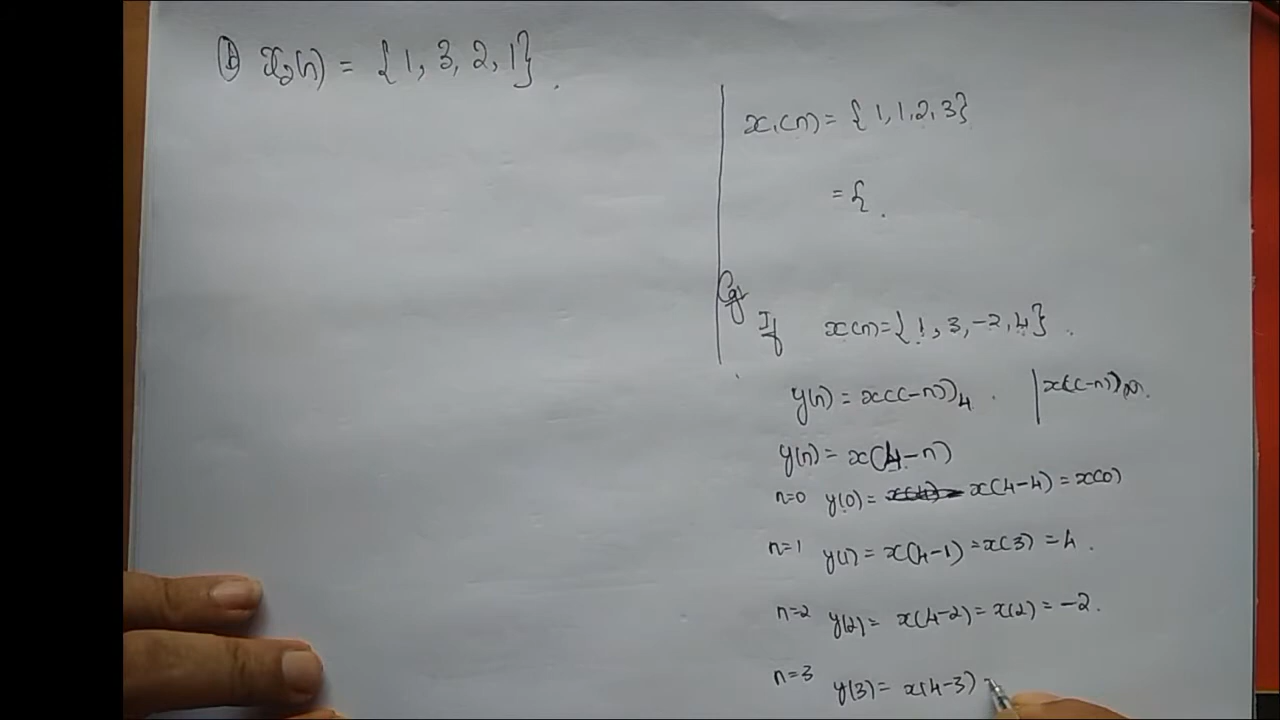 ① x₂(n) = {1, 3, 2, 1}.
x₁(n) = {1, 1, 2, 3}
= {
Eg
If x(n) = {1, 3, -2, 4}.
y(n) = x((-n))₄. | x((-n))N.
y(n) = x(4-n)
n=0 y(0) = x(4-4) = x(0)
n=1 y(1) = x(4-1) = x(3) = 4.
n=2 y(2) = x(4-2) = x(2) = -2.
n=3 y(3) = x(4-3) =